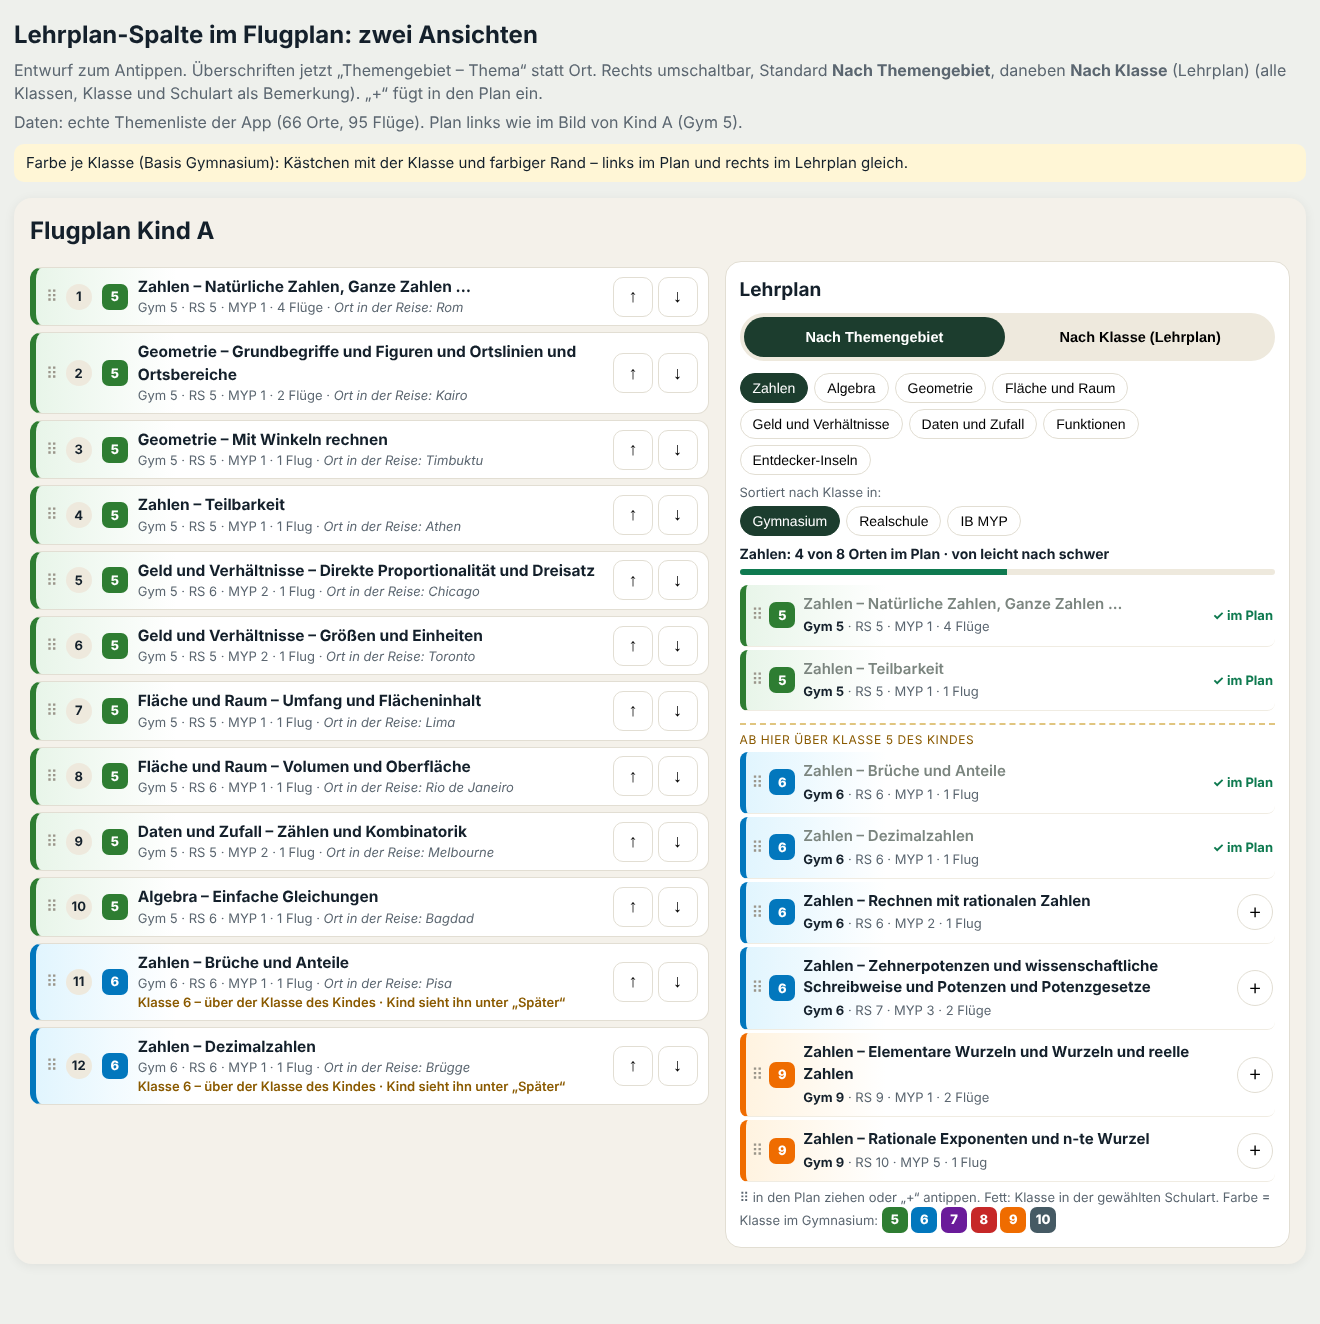 Lehrplan-Spalte im Flugplan: zwei Ansichten
Entwurf zum Antippen. Überschriften jetzt „Themengebiet – Thema“ statt Ort. Rechts umschaltbar, Standard Nach Themengebiet, daneben Nach Klasse (Lehrplan) (alle
Klassen, Klasse und Schulart als Bemerkung). „+“ fügt in den Plan ein.
Daten: echte Themenliste der App (66 Orte, 95 Flüge). Plan links wie im Bild von Kind A (Gym 5).
Farbe je Klasse (Basis Gymnasium): Kästchen mit der Klasse und farbiger Rand – links im Plan und rechts im Lehrplan gleich.
Flugplan Kind A
1 5 Zahlen – Natürliche Zahlen, Ganze Zahlen … ↑ ↓
Gym 5 · RS 5 · MYP 1 · 4 Flüge · Ort in der Reise: Rom
2 5 Geometrie – Grundbegriffe und Figuren und Ortslinien und
Ortsbereiche ↑ ↓
Gym 5 · RS 5 · MYP 1 · 2 Flüge · Ort in der Reise: Kairo
3 5 Geometrie – Mit Winkeln rechnen ↑ ↓
Gym 5 · RS 5 · MYP 1 · 1 Flug · Ort in der Reise: Timbuktu
4 5 Zahlen – Teilbarkeit ↑ ↓
Gym 5 · RS 5 · MYP 1 · 1 Flug · Ort in der Reise: Athen
5 5 Geld und Verhältnisse – Direkte Proportionalität und Dreisatz ↑ ↓
Gym 5 · RS 6 · MYP 2 · 1 Flug · Ort in der Reise: Chicago
6 5 Geld und Verhältnisse – Größen und Einheiten ↑ ↓
Gym 5 · RS 6 · MYP 2 · 1 Flug · Ort in der Reise: Toronto
7 5 Fläche und Raum – Umfang und Flächeninhalt ↑ ↓
Gym 5 · RS 5 · MYP 1 · 1 Flug · Ort in der Reise: Lima
8 5 Fläche und Raum – Volumen und Oberfläche ↑ ↓
Gym 5 · RS 6 · MYP 1 · 1 Flug · Ort in der Reise: Rio de Janeiro
9 5 Daten und Zufall – Zählen und Kombinatorik ↑ ↓
Gym 5 · RS 5 · MYP 2 · 1 Flug · Ort in der Reise: Melbourne
10 5 Algebra – Einfache Gleichungen ↑ ↓
Gym 5 · RS 6 · MYP 1 · 1 Flug · Ort in der Reise: Bagdad
11 6 Zahlen – Brüche und Anteile ↑ ↓
Gym 6 · RS 6 · MYP 1 · 1 Flug · Ort in der Reise: Pisa
Klasse 6 – über der Klasse des Kindes · Kind sieht ihn unter „Später“
12 6 Zahlen – Dezimalzahlen ↑ ↓
Gym 6 · RS 6 · MYP 1 · 1 Flug · Ort in der Reise: Brügge
Klasse 6 – über der Klasse des Kindes · Kind sieht ihn unter „Später“
Lehrplan
Nach Themengebiet Nach Klasse (Lehrplan)
Zahlen Algebra Geometrie Fläche und Raum
Geld und Verhältnisse Daten und Zufall Funktionen
Entdecker-Inseln
Sortiert nach Klasse in:
Gymnasium Realschule IB MYP
Zahlen: 4 von 8 Orten im Plan · von leicht nach schwer
5 Zahlen – Natürliche Zahlen, Ganze Zahlen … ✓ im Plan
Gym 5 · RS 5 · MYP 1 · 4 Flüge
5 Zahlen – Teilbarkeit ✓ im Plan
Gym 5 · RS 5 · MYP 1 · 1 Flug
AB HIER ÜBER KLASSE 5 DES KINDES
6 Zahlen – Brüche und Anteile ✓ im Plan
Gym 6 · RS 6 · MYP 1 · 1 Flug
6 Zahlen – Dezimalzahlen ✓ im Plan
Gym 6 · RS 6 · MYP 1 · 1 Flug
6 Zahlen – Rechnen mit rationalen Zahlen +
Gym 6 · RS 6 · MYP 2 · 1 Flug
6 Zahlen – Zehnerpotenzen und wissenschaftliche
Schreibweise und Potenzen und Potenzgesetze +
Gym 6 · RS 7 · MYP 3 · 2 Flüge
9 Zahlen – Elementare Wurzeln und Wurzeln und reelle
Zahlen +
Gym 9 · RS 9 · MYP 1 · 2 Flüge
9 Zahlen – Rationale Exponenten und n-te Wurzel +
Gym 9 · RS 10 · MYP 5 · 1 Flug
⠿ in den Plan ziehen oder „+“ antippen. Fett: Klasse in der gewählten Schulart. Farbe =
Klasse im Gymnasium: 5 6 7 8 9 10